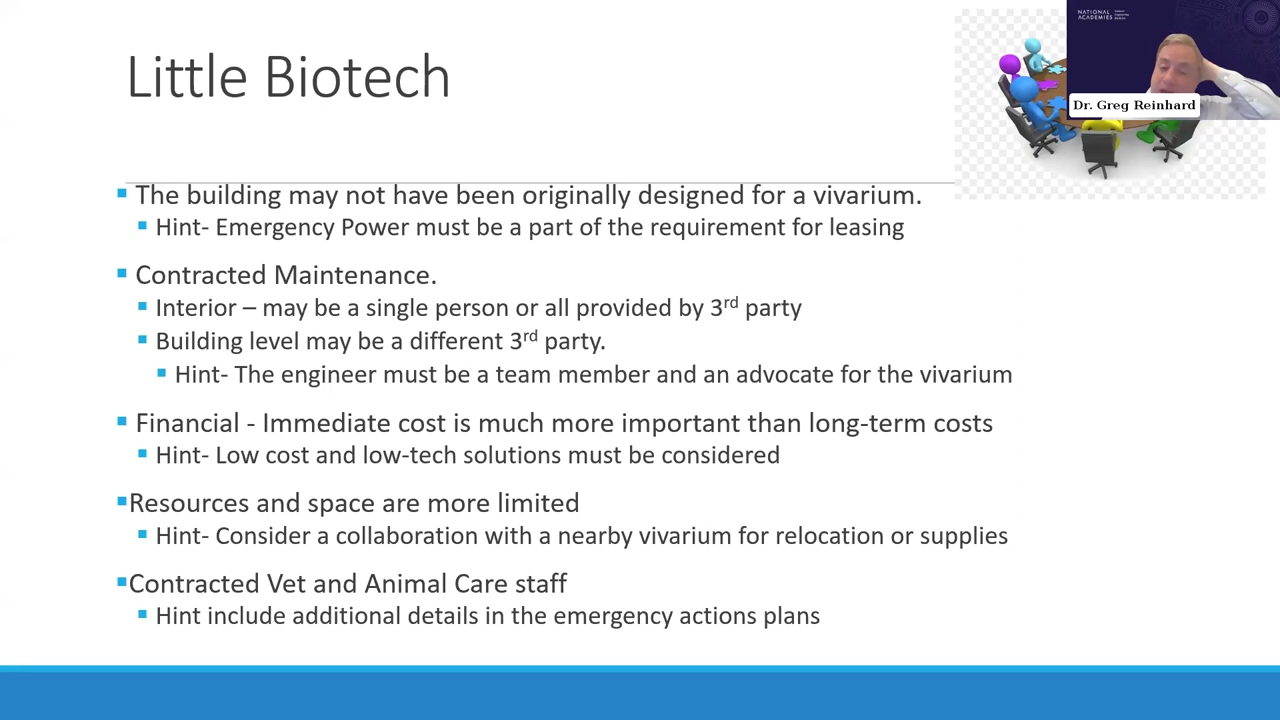 Little Biotech
NATIONAL
ACADEMIES
Dr. Greg Reinhard
▪ The building may not have been originally designed for a vivarium.
▪ Hint- Emergency Power must be a part of the requirement for leasing
▪ Contracted Maintenance.
▪ Interior – may be a single person or all provided by 3rd party
▪ Building level may be a different 3rd party.
▪ Hint- The engineer must be a team member and an advocate for the vivarium
▪ Financial - Immediate cost is much more important than long-term costs
▪ Hint- Low cost and low-tech solutions must be considered
▪Resources and space are more limited
▪ Hint- Consider a collaboration with a nearby vivarium for relocation or supplies
▪Contracted Vet and Animal Care staff
▪ Hint include additional details in the emergency actions plans